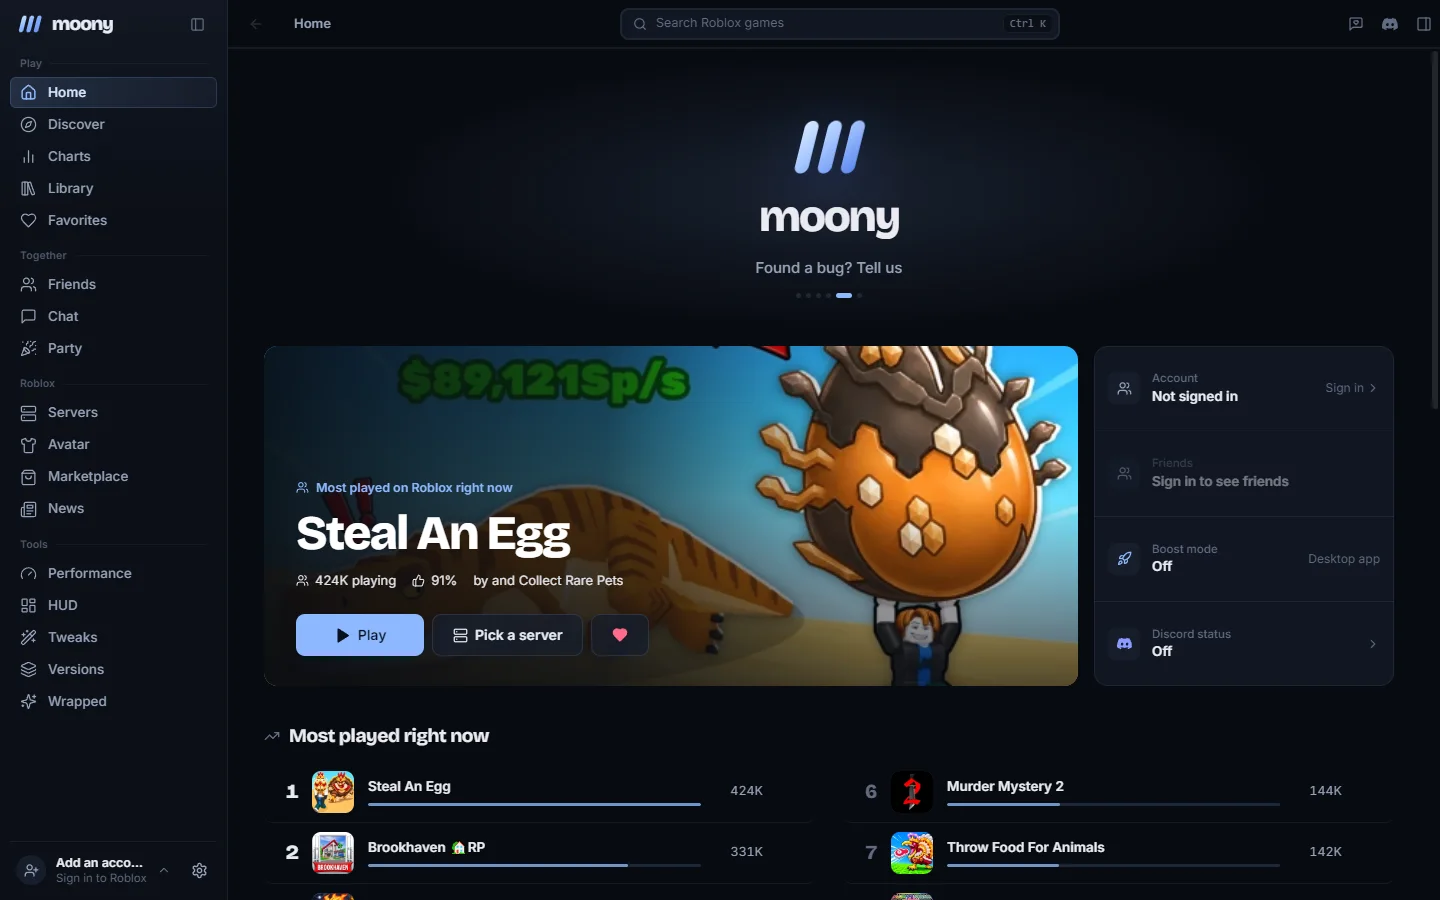 moony
Home
Search Roblox games
Ctrl K
Play
Home
Discover
Charts
Library
Favorites
Together
Friends
Chat
Party
Roblox
Servers
Avatar
Marketplace
News
Tools
Performance
HUD
Tweaks
Versions
Wrapped
Add an acco...
Sign in to Roblox
moony
Found a bug? Tell us
$89,121Sp/s
Most played on Roblox right now
Steal An Egg
424K playing
91%
by and Collect Rare Pets
Play
Pick a server
Account
Not signed in
Sign in
Friends
Sign in to see friends
Boost mode
Off
Desktop app
Discord status
Off
Most played right now
1
Steal An Egg
424K
6
Murder Mystery 2
144K
2
BROOKHAVEN
Brookhaven 🏡RP
331K
7
Throw Food For Animals
142K